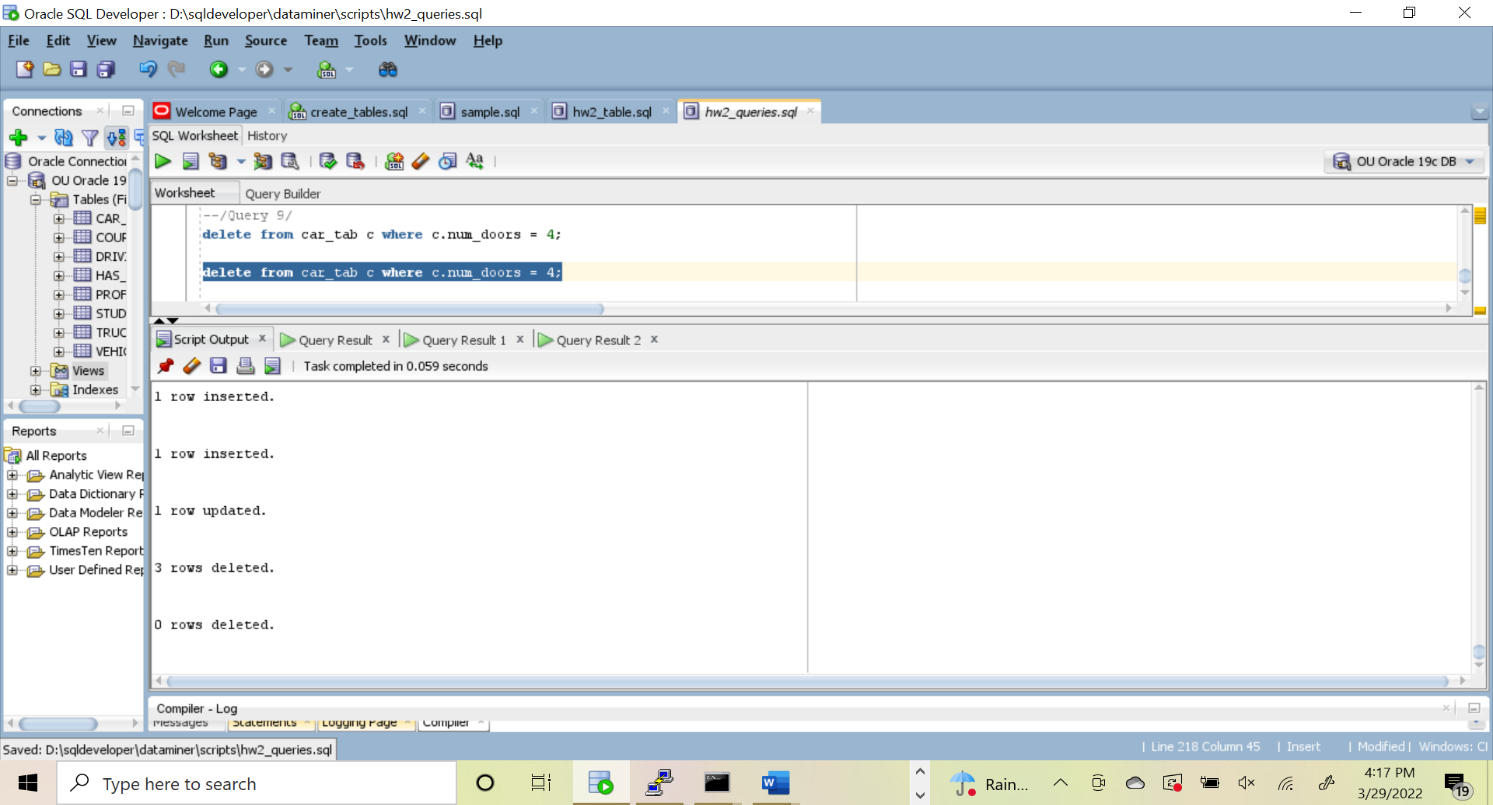 Oracle SQL Developer : D:\sqldeveloper\dataminer\scripts\hw2_queries.sql
File Edit View Navigate Run Source Team Tools Window Help
Connections
Welcome Page
create_tables.sql
sample.sql
hw2_table.sql
hw2_queries.sql
SQL Worksheet History
Oracle Connection
OU Oracle 19
Tables (Fi
CAR_
COUR
DRIVI
HAS_
PROF
STUD
TRUC
VEHIC
Views
Indexes
OU Oracle 19c DB
Worksheet Query Builder
--/Query 9/
delete from car_tab c where c.num_doors = 4;
delete from car_tab c where c.num_doors = 4;
Script Output
Query Result
Query Result 1
Query Result 2
Task completed in 0.059 seconds
1 row inserted.
1 row inserted.
1 row updated.
3 rows deleted.
0 rows deleted.
Reports
All Reports
Analytic View Rep
Data Dictionary R
Data Modeler Re
OLAP Reports
TimesTen Report
User Defined Rep
Compiler - Log
Messages Statements Logging Page Compiler
Saved: D:\sqldeveloper\dataminer\scripts\hw2_queries.sql
| Line 218 Column 45 | Insert | Modified | Windows: CI
Type here to search
Rain...
4:17 PM
3/29/2022
19